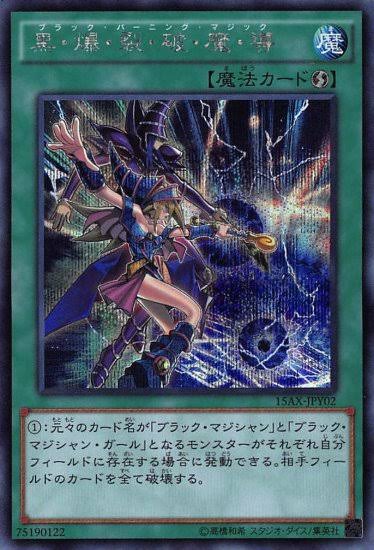 ブラック・バーニング・マジック
黒・爆・裂・破・魔・導
魔
【魔法カード】
15AX-JPY02
①：元々のカード名が「ブラック・マジシャン」と「ブラック・
マジシャン・ガール」となるモンスターがそれぞれ自分
フィールドに存在する場合に発動できる。相手フィー
ルドのカードを全て破壊する。
75190122
©高橋和希 スタジオ・ダイス/集英社